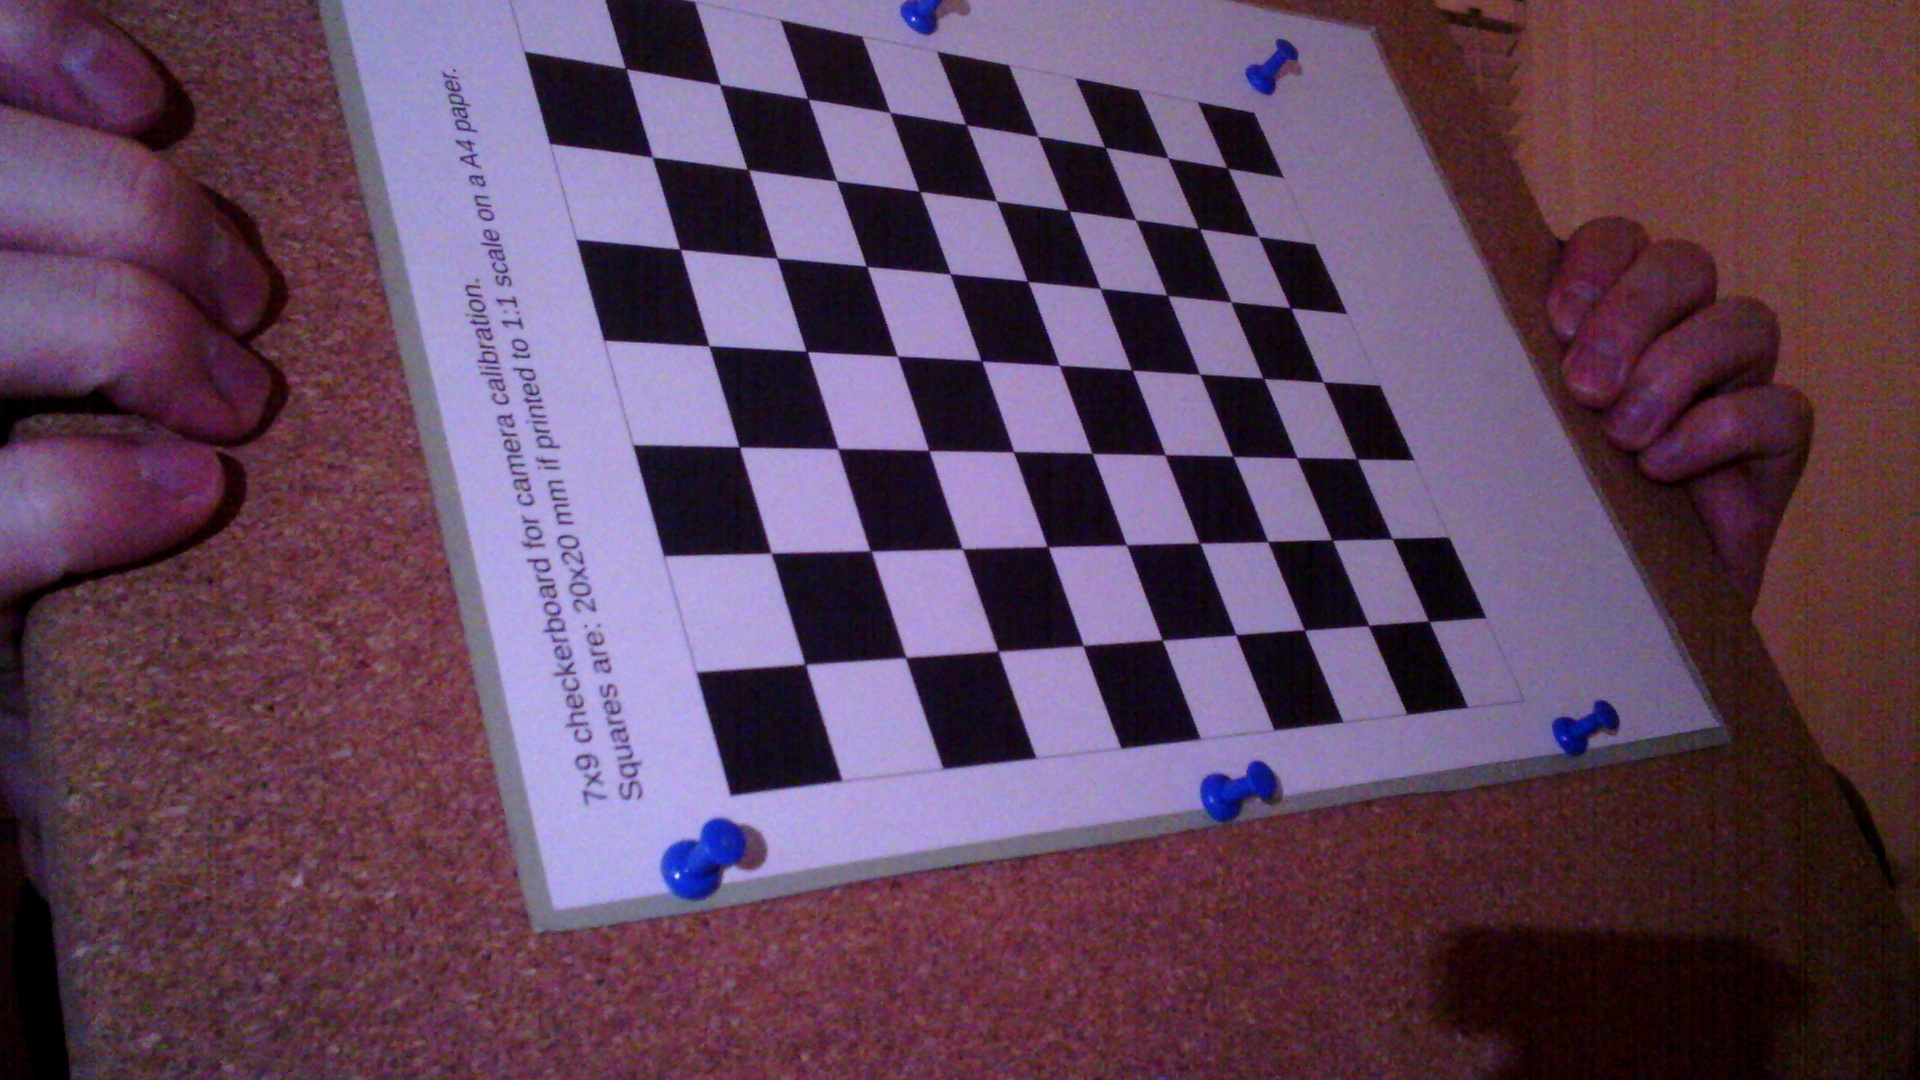 7x9 checkerboard for camera calibration.
Squares are: 20x20 mm if printed to 1:1 scale on a A4 paper.